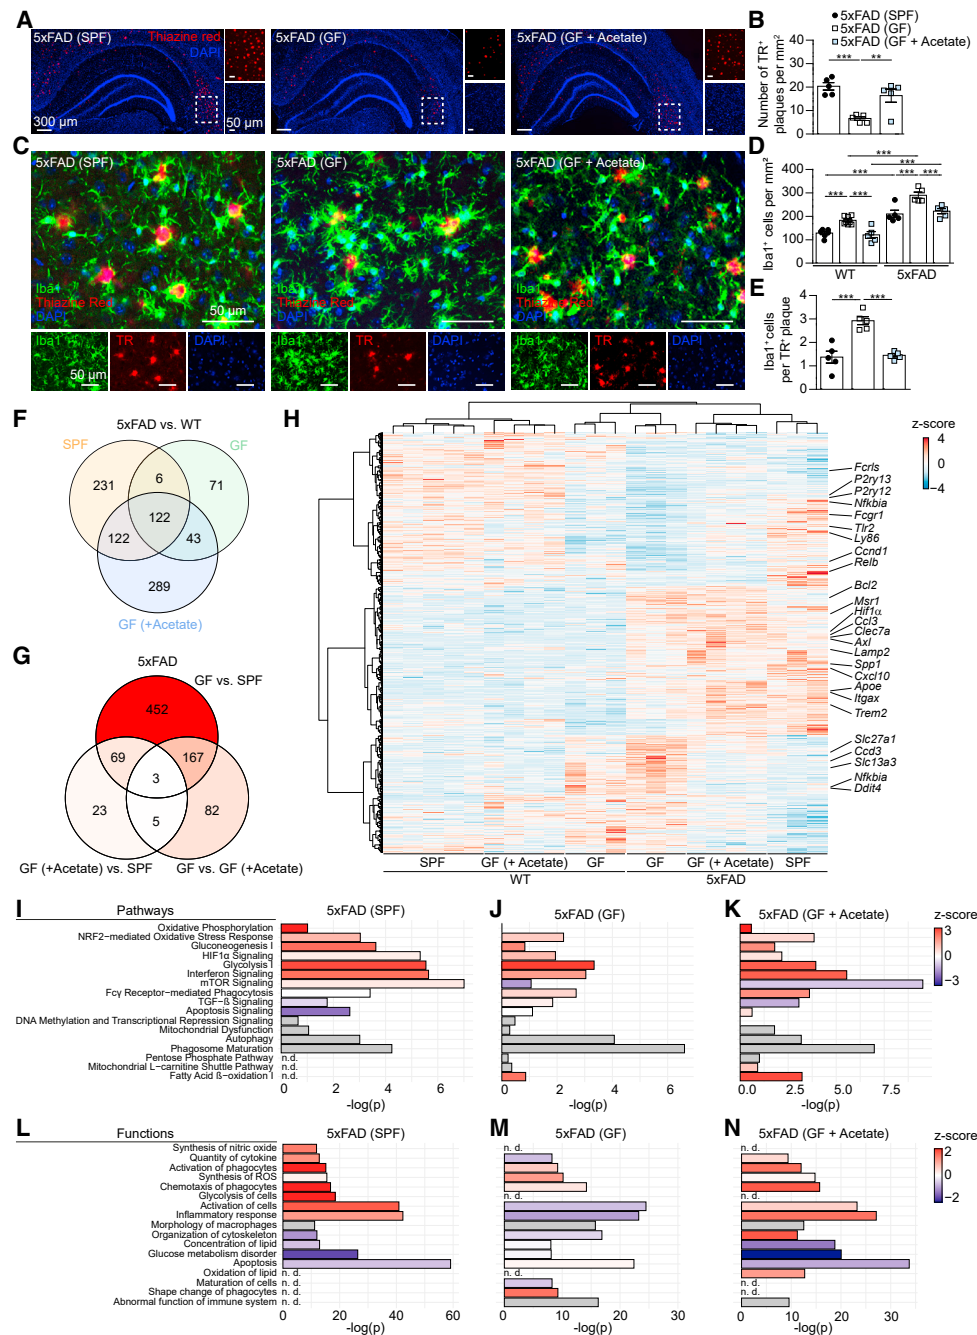 A
5xFAD (SPF) Thiazine red
DAPI
300 µm
50 µm
5xFAD (GF)
5xFAD (GF + Acetate)
B
5xFAD (SPF)
5xFAD (GF)
5xFAD (GF + Acetate)
Number of TR⁺
plaques per mm²
40
30
20
10
0
*** **
C
5xFAD (SPF)
Iba1
Thiazine Red
DAPI
50 µm
5xFAD (GF)
Iba1
Thiazine Red
DAPI
5xFAD (GF + Acetate)
Iba1
Thiazine Red
DAPI
Iba1
50 µm
TR
DAPI
Iba1
TR
DAPI
Iba1
TR
DAPI
D
Iba1⁺ cells per mm²
400
300
200
100
0
***
***
*** *** ***
*** ***
WT 5xFAD
E
Iba1⁺cells
per TR⁺plaque
4
3
2
1
0
*** ***
F
5xFAD vs. WT
SPF
GF
231
6
71
122
122
43
289
GF (+Acetate)
G
5xFAD
GF vs. SPF
452
69
167
3
23
5
82
GF (+Acetate) vs. SPF
GF vs. GF (+Acetate)
H
z-score
4
−4
Fcrls
P2ry13
P2ry12
Nfkbia
Fcgr1
Tlr2
Ly86
Ccnd1
Relb
Bcl2
Msr1
Hif1α
Ccl3
Clec7a
Axl
Lamp2
Spp1
Cxcl10
Apoe
Itgax
Trem2
Slc27a1
Ccd3
Slc13a3
Nfkbia
Ddit4
SPF GF (+ Acetate) GF GF GF (+ Acetate) SPF
WT 5xFAD
I
Pathways
5xFAD (SPF)
Oxidative Phosphorylation
NRF2−mediated Oxidative Stress Response
Gluconeogenesis I
HIF1α Signaling
Glycolysis I
Interferon Signaling
mTOR Signaling
Fcγ Receptor-mediated Phagocytosis
TGF-ß Signaling
Apoptosis Signaling
DNA Methylation and Transcriptional Repression Signaling
Mitochondrial Dysfunction
Autophagy
Phagosome Maturation
Pentose Phosphate Pathway n.d.
Mitochondrial L-carnitine Shuttle Pathway n.d.
Fatty Acid ß-oxidation I n.d.
0 2 4 6
-log(p)
J
5xFAD (GF)
0 2 4 6
-log(p)
K
5xFAD (GF + Acetate)
0 2.5 5.0 7.5
-log(p)
z-score
3
−3
L
Functions
5xFAD (SPF)
Synthesis of nitric oxide
Quantity of cytokine
Activation of phagocytes
Synthesis of ROS
Chemotaxis of phagocytes
Glycolysis of cells
Activation of cells
Inflammatory response
Morphology of macrophages
Organization of cytoskeleton
Concentration of lipid
Glucose metabolism disorder
Apoptosis
Oxidation of lipid n. d.
Maturation of cells n. d.
Shape change of phagocytes n. d.
Abnormal function of immune system n. d.
0 20 40 60
-log(p)
M
5xFAD (GF)
n. d.
n. d.
n. d.
0 10 20 30
-log(p)
N
5xFAD (GF + Acetate)
n. d.
n. d.
n. d.
n. d.
0 10 20 30
-log(p)
z-score
2
−2